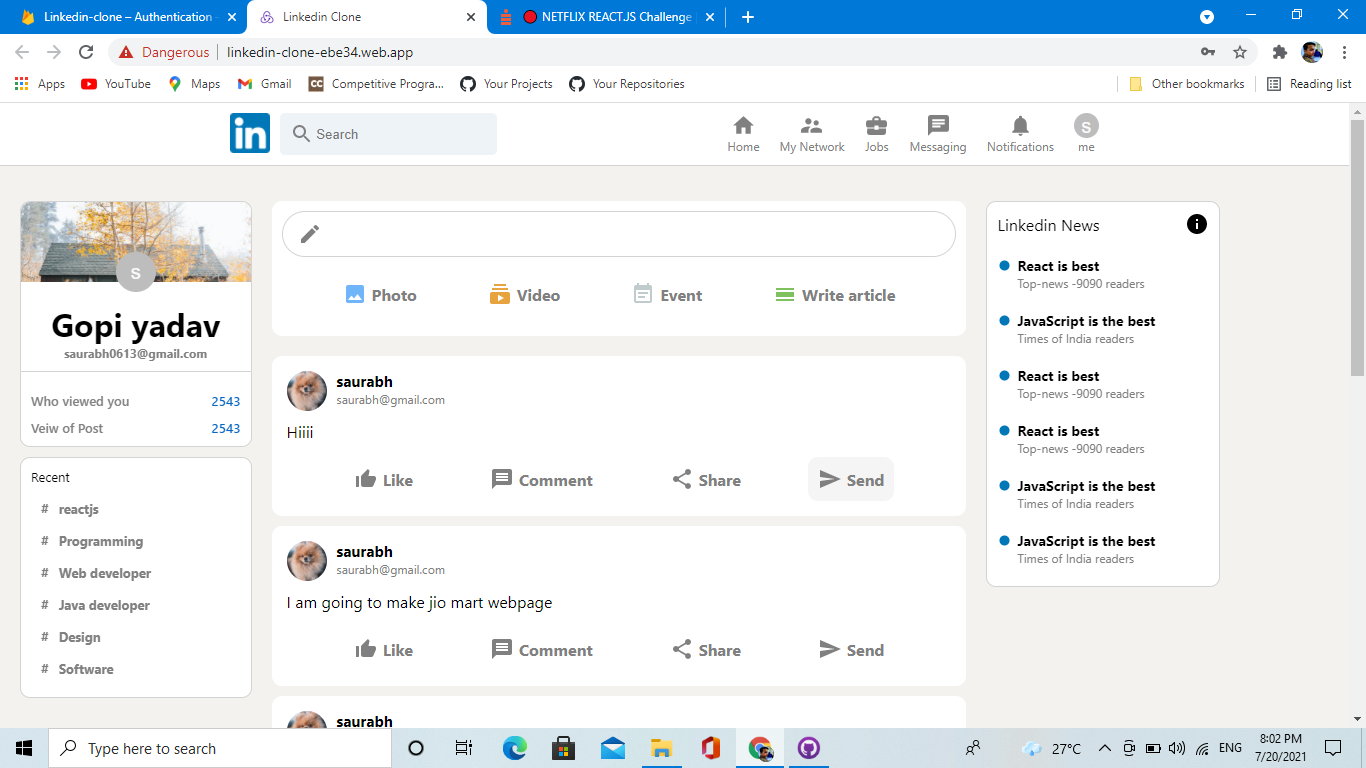 Linkedin-clone – Authentication
Linkedin Clone
NETFLIX REACT.JS Challenge
Dangerous
linkedin-clone-ebe34.web.app
Apps
YouTube
Maps
Gmail
CC
Competitive Progra...
Your Projects
Your Repositories
Other bookmarks
Reading list
in
Search
Home
My Network
Jobs
Messaging
Notifications
S
me
S
Gopi yadav
saurabh0613@gmail.com
Who viewed you 2543
Veiw of Post 2543
Recent
# reactjs
# Programming
# Web developer
# Java developer
# Design
# Software
Photo
Video
Event
Write article
saurabh
saurabh@gmail.com
Hiiii
Like
Comment
Share
Send
saurabh
saurabh@gmail.com
I am going to make jio mart webpage
Like
Comment
Share
Send
saurabh
Linkedin News
React is best
Top-news -9090 readers
JavaScript is the best
Times of India readers
React is best
Top-news -9090 readers
React is best
Top-news -9090 readers
JavaScript is the best
Times of India readers
JavaScript is the best
Times of India readers
Type here to search
27°C
ENG
8:02 PM
7/20/2021